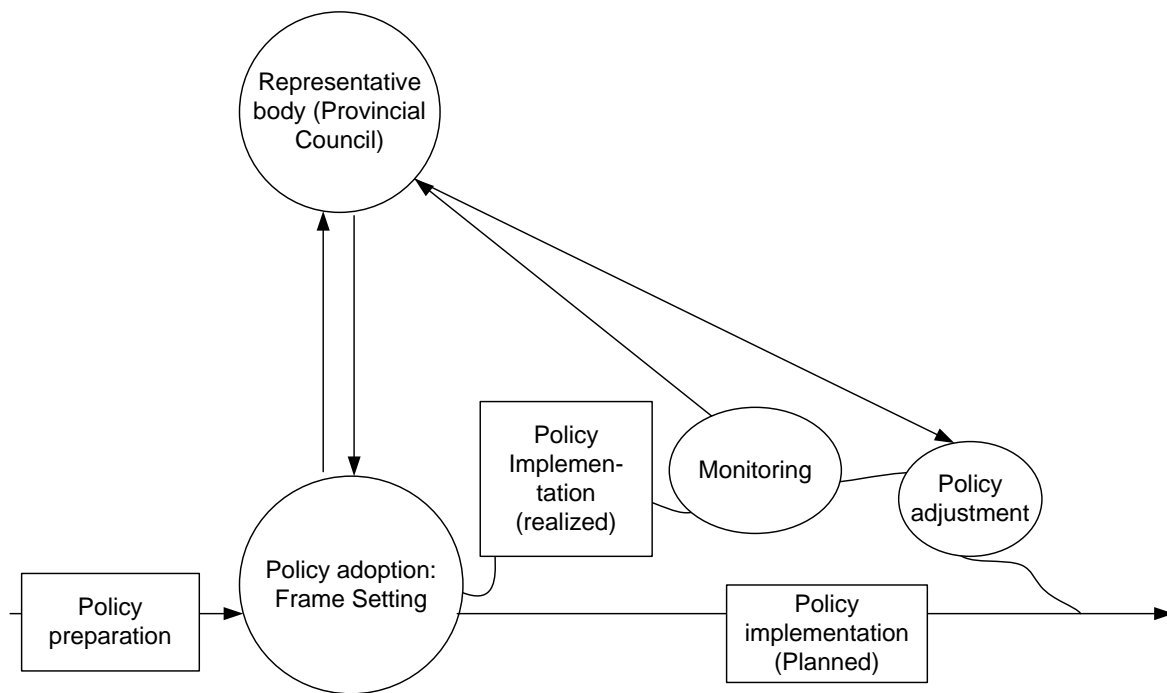 Representative
body (Provincial
Council)
Policy
Implemen-
tation
(realized)
Monitoring
Policy
adjustment
Policy adoption:
Frame Setting
Policy
preparation
Policy
implementation
(Planned)